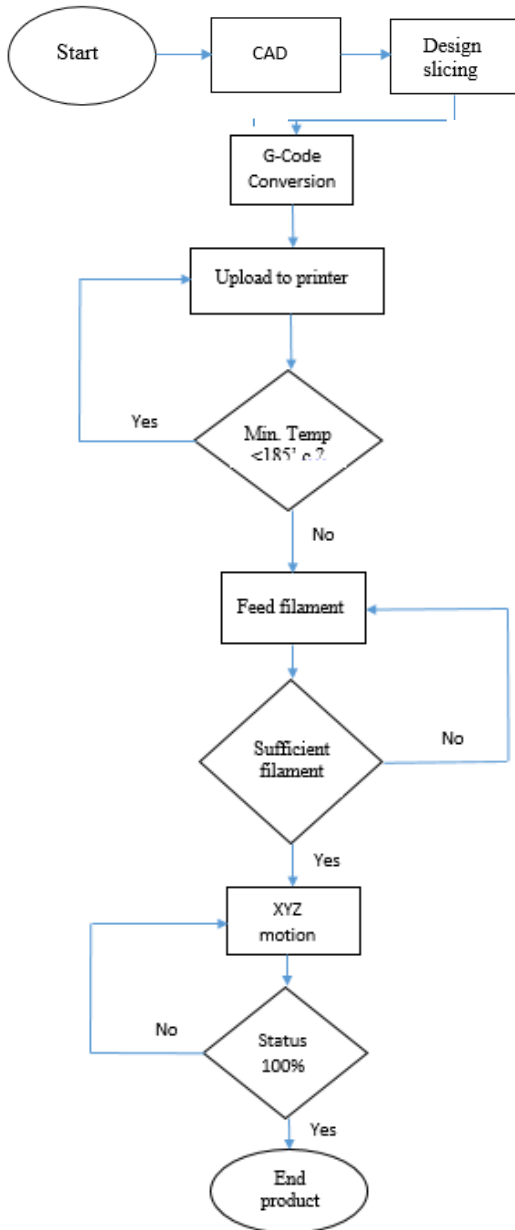 Start
CAD
Design
slicing
G-Code
Conversion
Upload to printer
Yes
Min. Temp
<185' c ?
No
Feed filament
Sufficient
filament
No
Yes
XYZ
motion
No
Status
100%
Yes
End
product